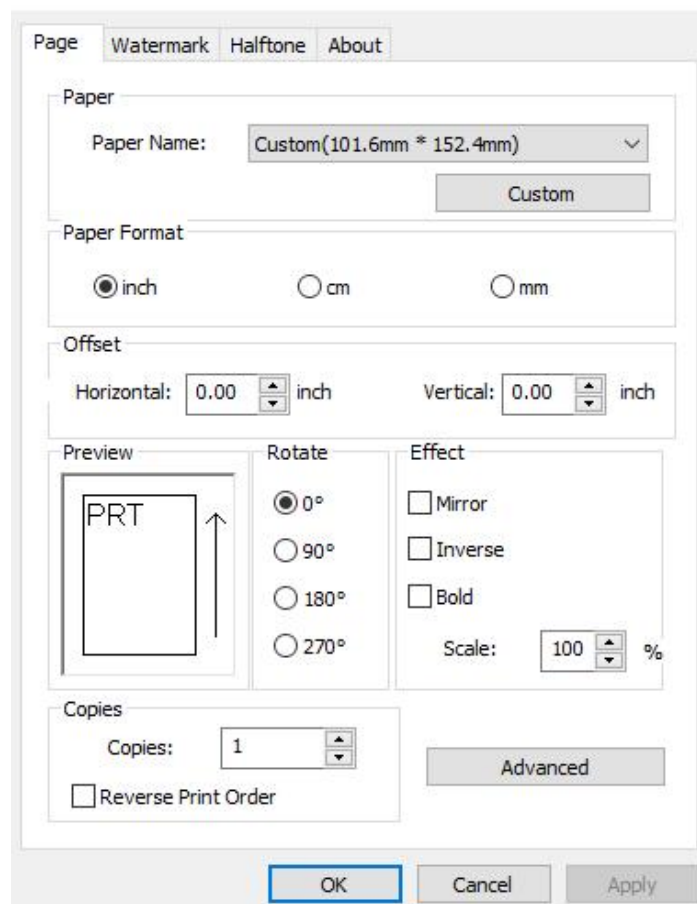 Page Watermark Halftone About
Paper
Paper Name: Custom(101.6mm * 152.4mm)
Custom
Paper Format
inch cm mm
Offset
Horizontal: 0.00 inch Vertical: 0.00 inch
Preview Rotate Effect
PRT 0° Mirror
90° Inverse
180° Bold
270° Scale: 100 %
Copies
Copies: 1
Advanced
Reverse Print Order
OK Cancel Apply